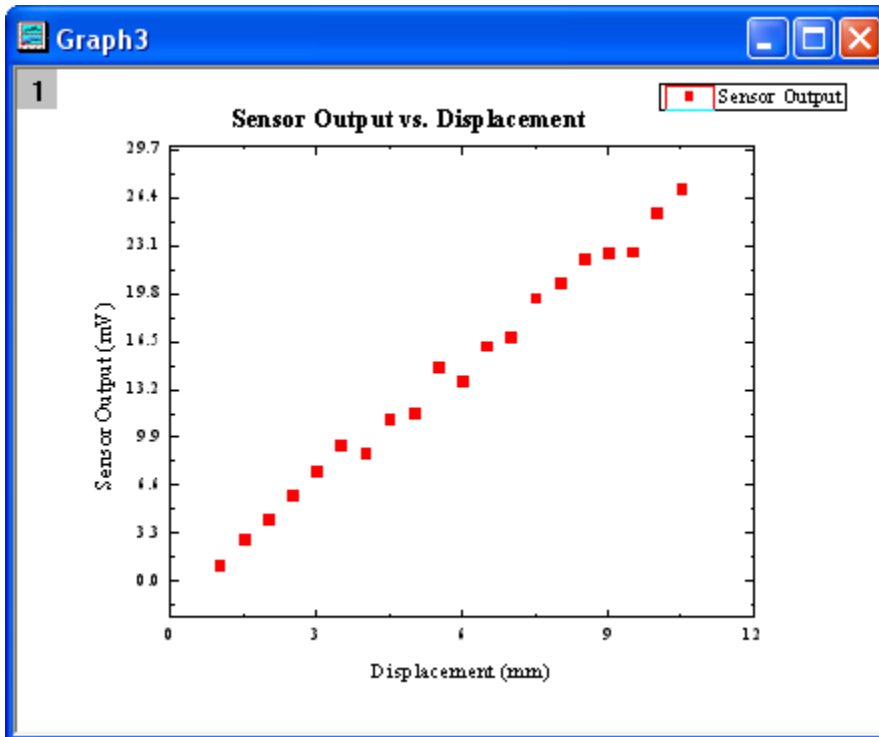 Graph3
1
Sensor Output
Sensor Output vs. Displacement
29.7
26.4
23.1
19.8
16.5
13.2
9.9
6.6
3.3
0.0
Sensor Output (mV)
0 3 6 9 12
Displacement (mm)